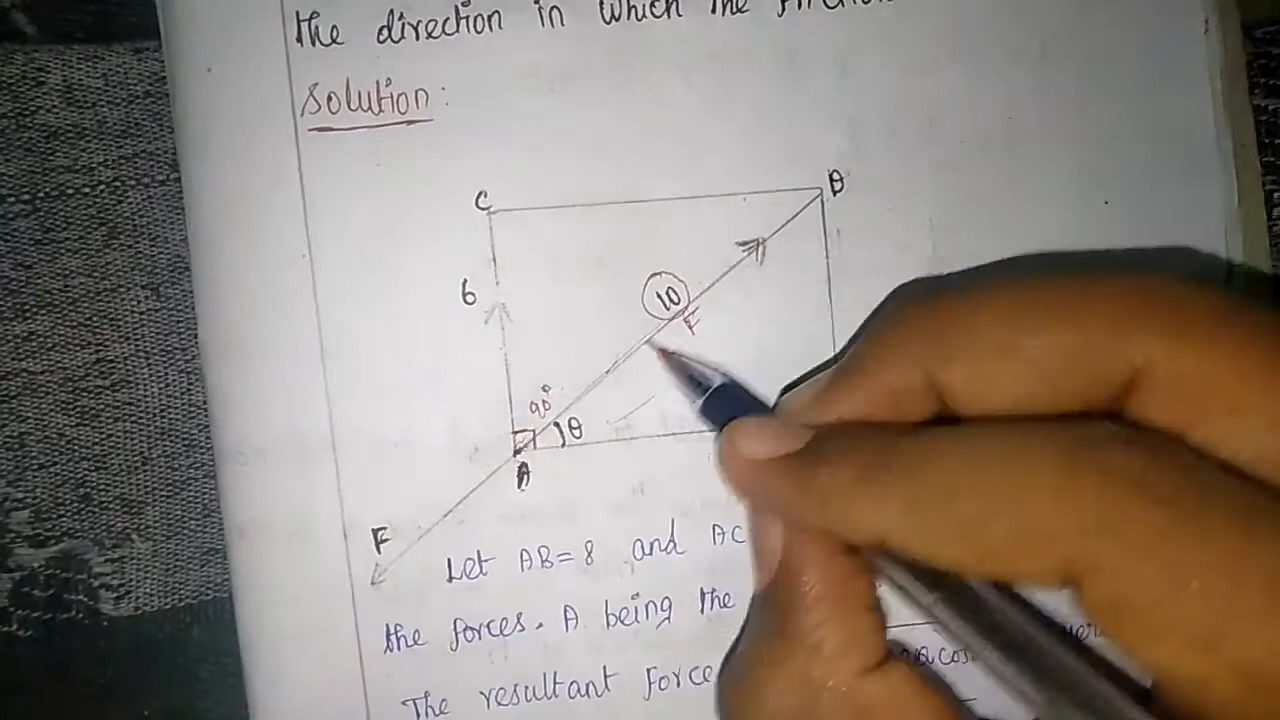 the direction in which the
Solution:
C
D
6
10
F
90°
θ
A
F
Let AB=8 and AC
the forces. A being the
The resultant Force